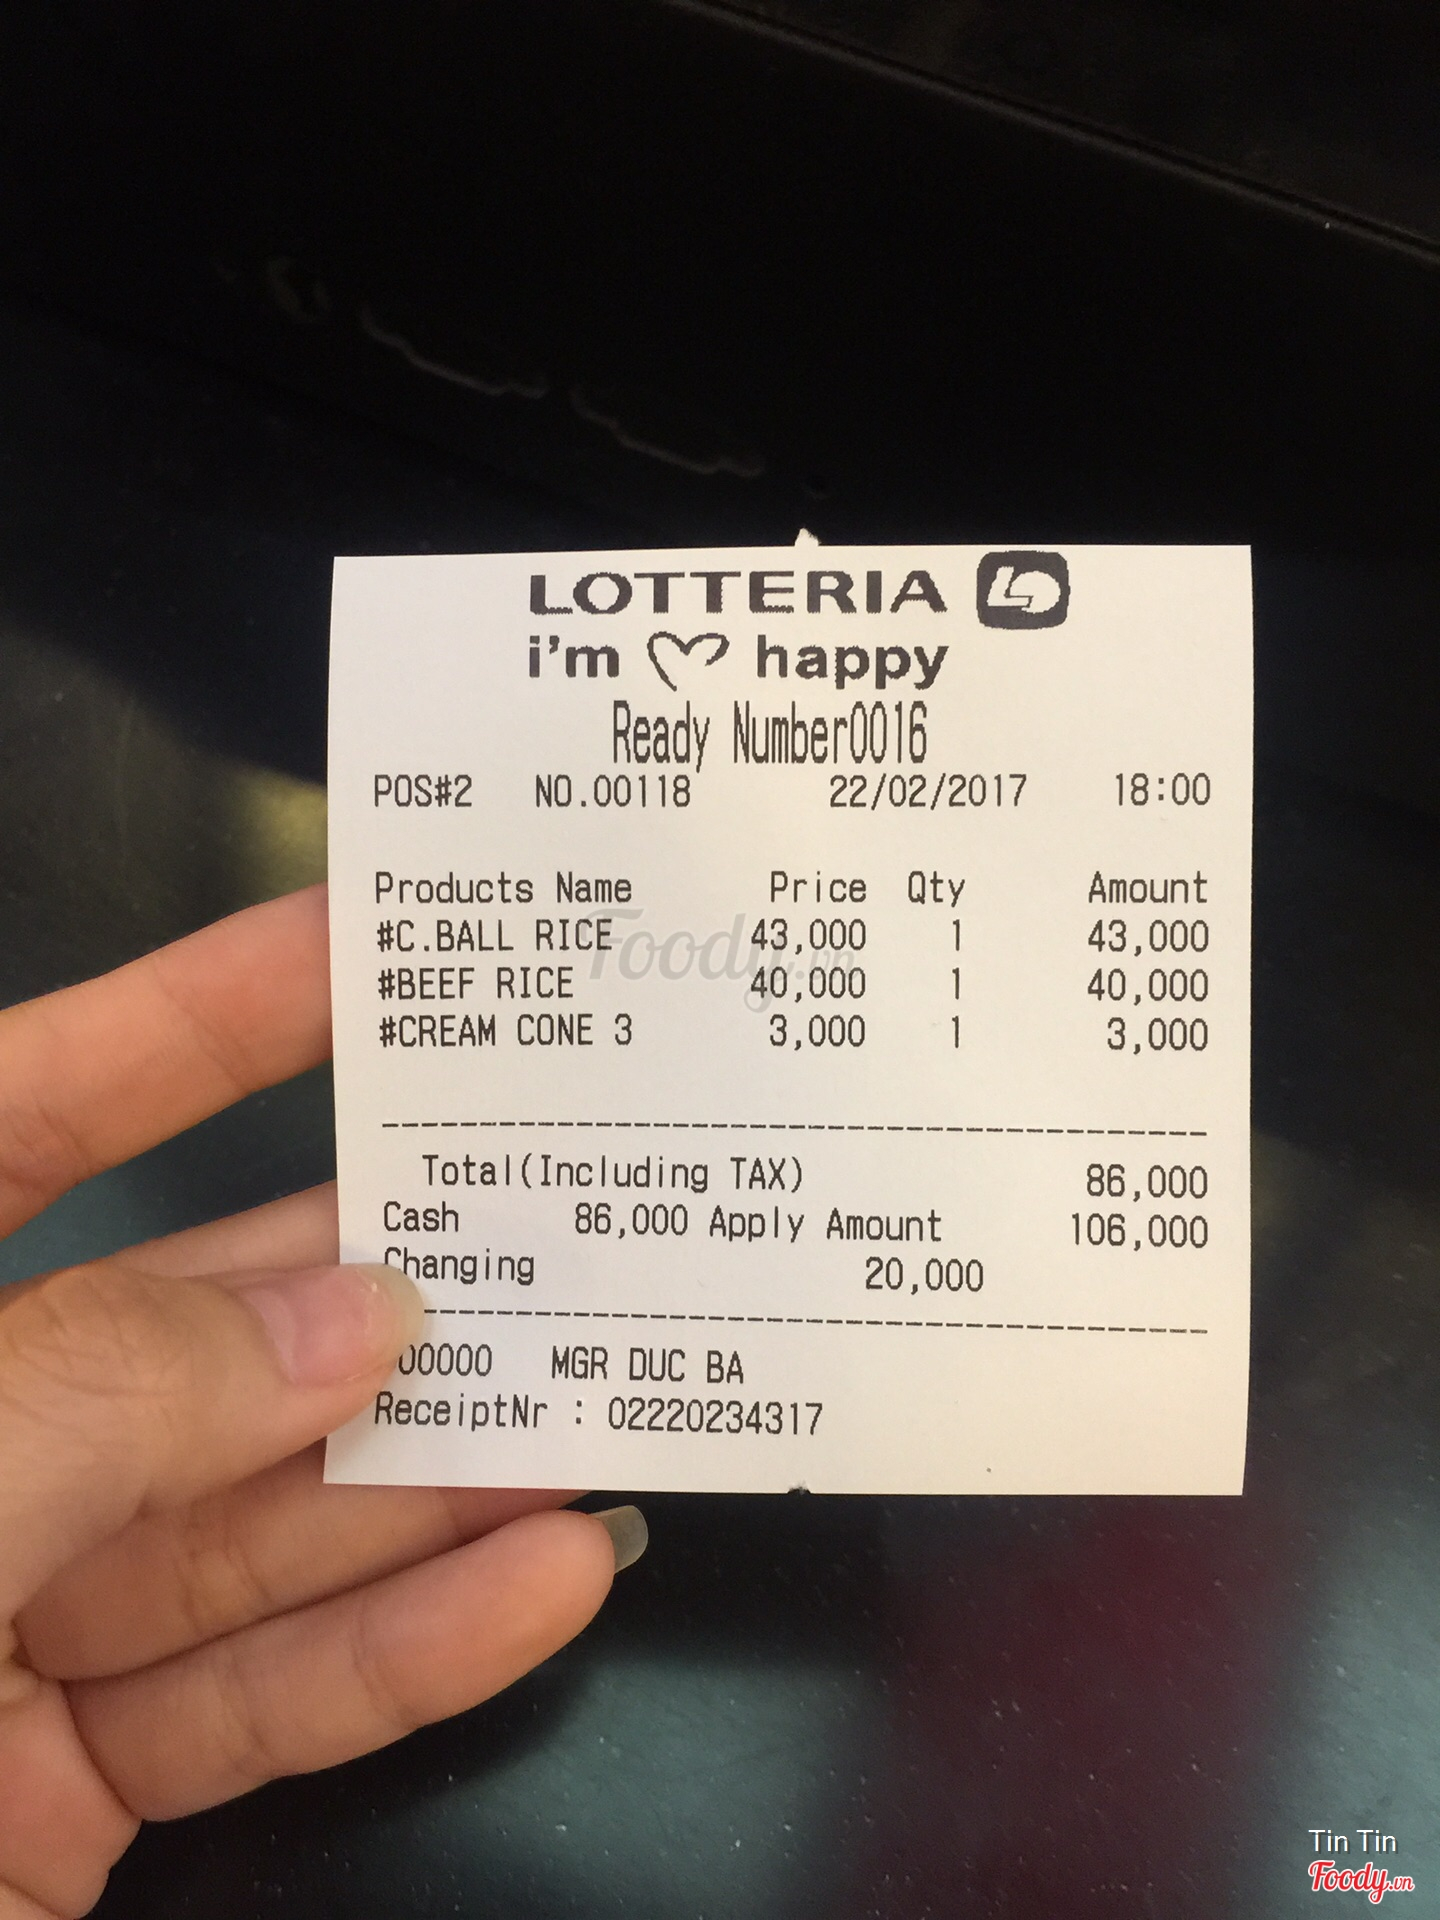 LOTTERIA
i'm happy
Ready Number0016
POS#2 NO.00118 22/02/2017 18:00
Products Name Price Qty Amount
#C.BALL RICE 43,000 1 43,000
#BEEF RICE 40,000 1 40,000
#CREAM CONE 3 3,000 1 3,000
Total(Including TAX) 86,000
Cash 86,000 Apply Amount 106,000
Changing 20,000
00000 MGR DUC BA
ReceiptNr : 02220234317
Foody.vn
Tin Tin
Foody.vn